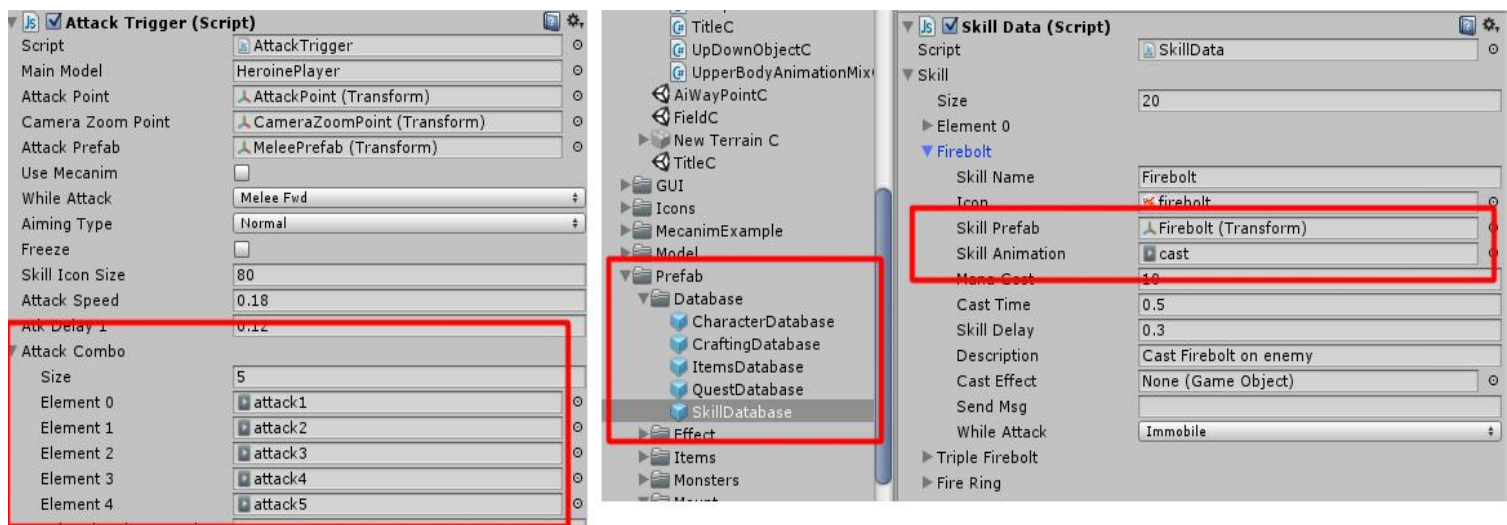 Attack Trigger (Script)
Script AttackTrigger
Main Model HeroinePlayer
Attack Point AttackPoint (Transform)
Camera Zoom Point CameraZoomPoint (Transform)
Attack Prefab MeleePrefab (Transform)
Use Mecanim
While Attack Melee Fwd
Aiming Type Normal
Freeze
Skill Icon Size 80
Attack Speed 0.18
Atk Delay 1 0.12
Attack Combo
Size 5
Element 0 attack1
Element 1 attack2
Element 2 attack3
Element 3 attack4
Element 4 attack5
TitleC
UpDownObjectC
UpperBodyAnimationMix
AiWayPointC
FieldC
New Terrain C
TitleC
GUI
Icons
MecanimExample
Model
Prefab
Database
CharacterDatabase
CraftingDatabase
ItemsDatabase
QuestDatabase
SkillDatabase
Effect
Items
Monsters
Mount
Skill Data (Script)
Script SkillData
Skill
Size 20
Element 0
Firebolt
Skill Name Firebolt
Icon firebolt
Skill Prefab Firebolt (Transform)
Skill Animation cast
Mana Cost 10
Cast Time 0.5
Skill Delay 0.3
Description Cast Firebolt on enemy
Cast Effect None (Game Object)
Send Msg
While Attack Immobile
Triple Firebolt
Fire Ring